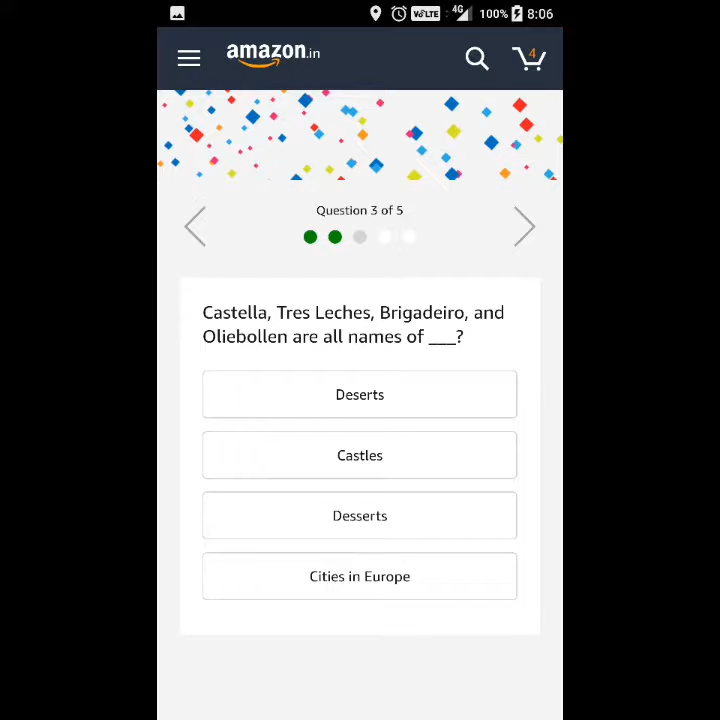 VoLTE 4G 100% 8:06
amazon.in 4
Question 3 of 5
Castella, Tres Leches, Brigadeiro, and
Oliebollen are all names of ___?
Deserts
Castles
Desserts
Cities in Europe